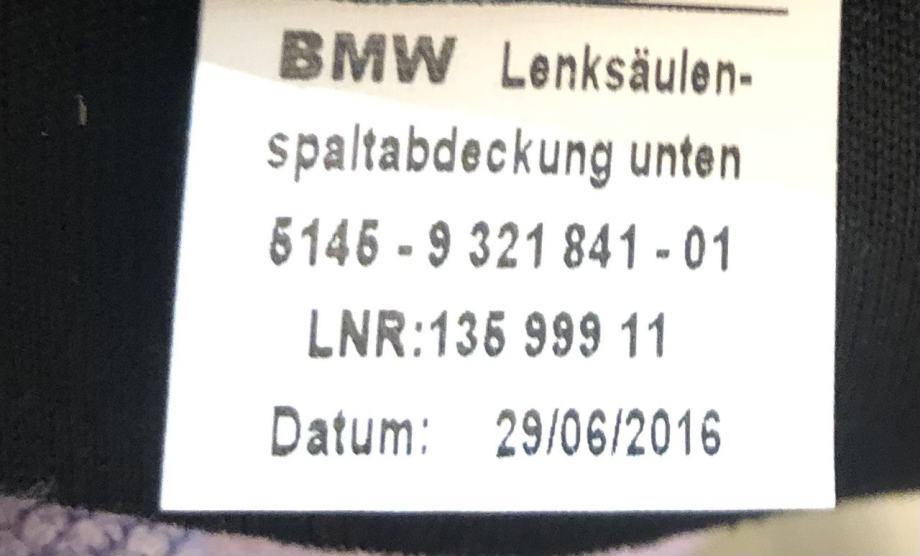 BMW Lenksäulen-
spaltabdeckung unten
5145 - 9 321 841 - 01
LNR:135 999 11
Datum: 29/06/2016